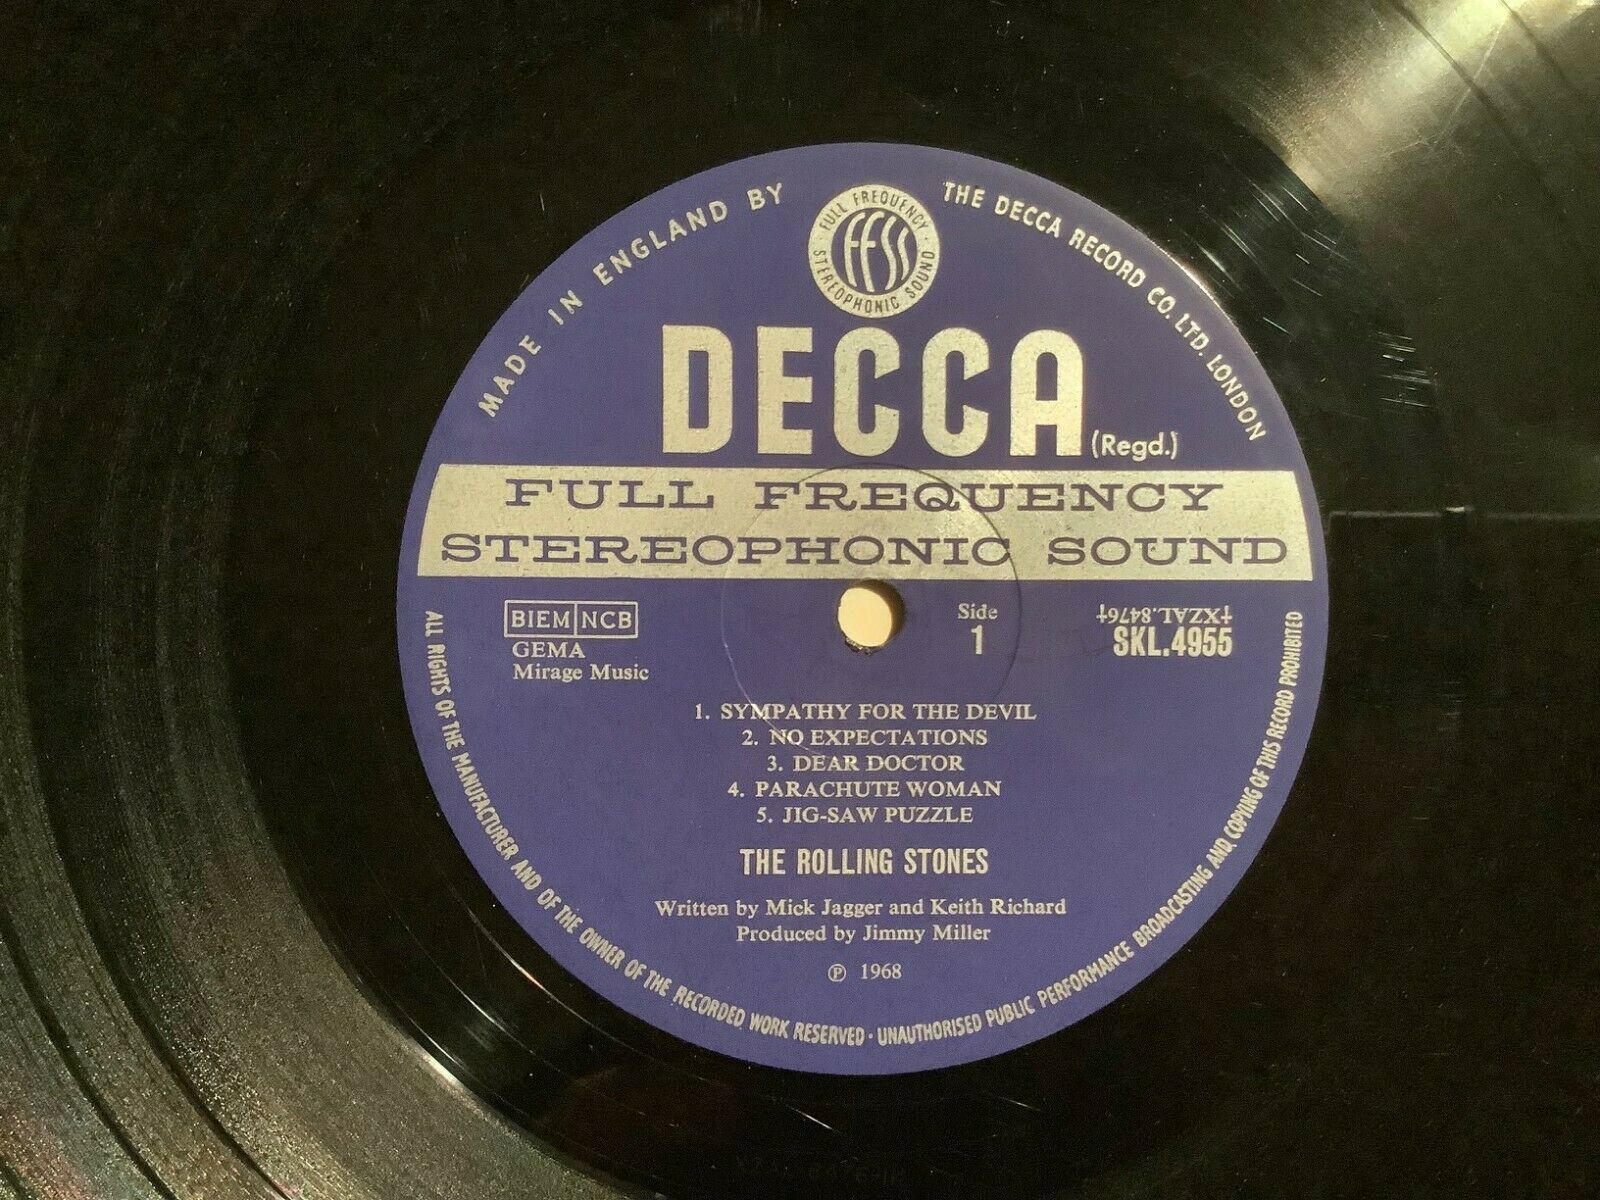 MADE IN ENGLAND BY
THE DECCA RECORD CO. LTD. LONDON
FULL FREQUENCY
FFSS
STEREOPHONIC SOUND
DECCA (Regd.)
FULL FREQUENCY
STEREOPHONIC SOUND
BIEM NCB
GEMA
Mirage Music
Side
1
‡XZAL.8476‡
SKL.4955
1. SYMPATHY FOR THE DEVIL
2. NO EXPECTATIONS
3. DEAR DOCTOR
4. PARACHUTE WOMAN
5. JIG-SAW PUZZLE
THE ROLLING STONES
Written by Mick Jagger and Keith Richard
Produced by Jimmy Miller
℗ 1968
ALL RIGHTS OF THE MANUFACTURER AND OF THE OWNER OF THE RECORDED WORK RESERVED · UNAUTHORISED PUBLIC PERFORMANCE BROADCASTING AND COPYING OF THIS RECORD PROHIBITED